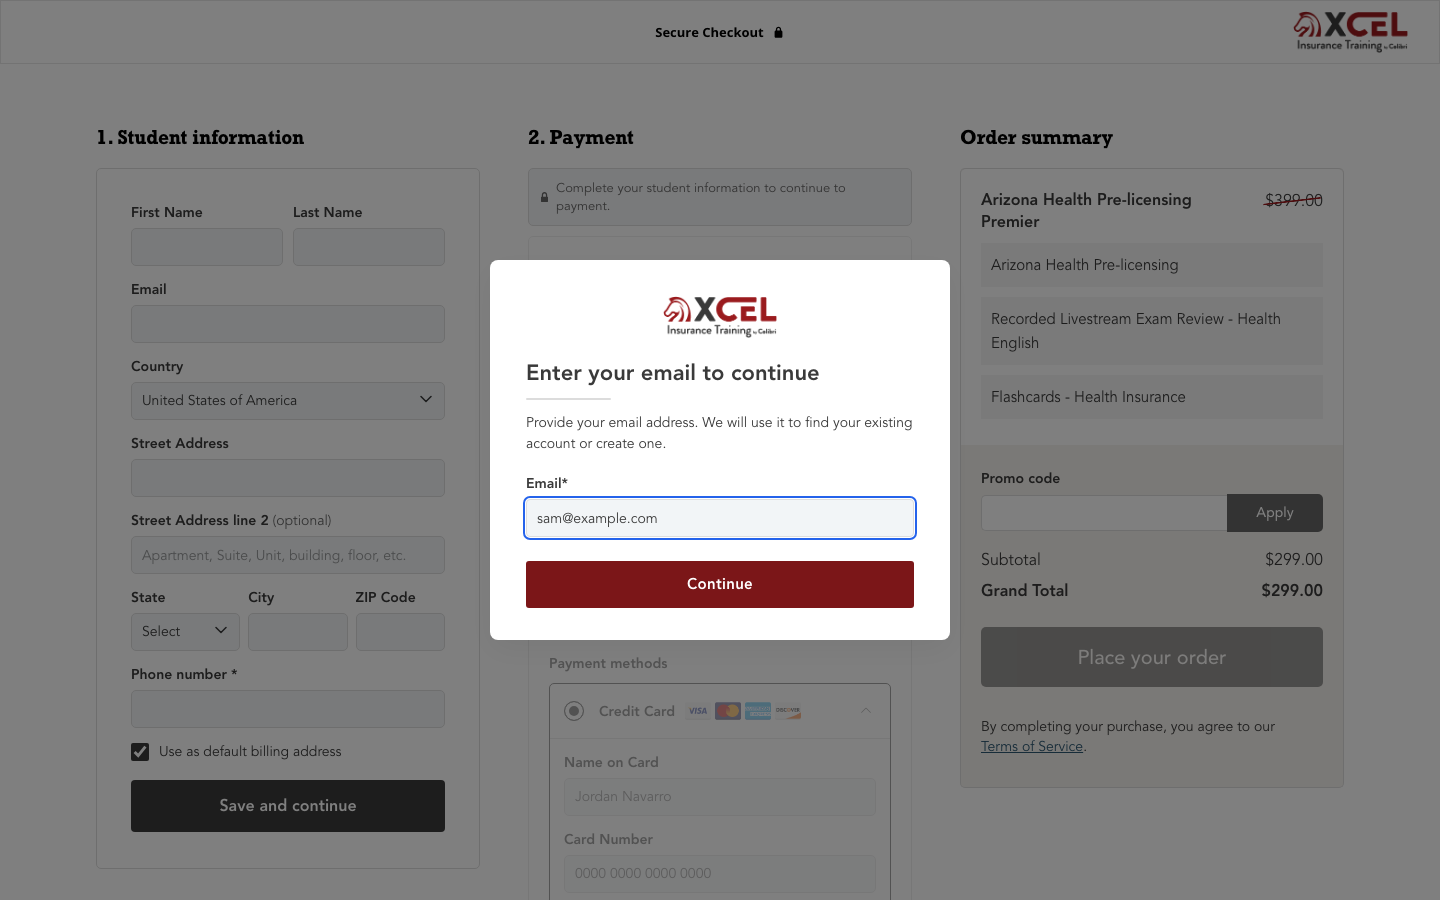 Secure Checkout
XCEL
Insurance Training by Calibri
1. Student information
First Name
Last Name
Email
Country
United States of America
Street Address
Street Address line 2 (optional)
Apartment, Suite, Unit, building, floor, etc.
State
City
ZIP Code
Select
Phone number *
Use as default billing address
Save and continue
2. Payment
Complete your student information to continue to
payment.
XCEL
Insurance Training by Calibri
Enter your email to continue
Provide your email address. We will use it to find your existing
account or create one.
Email*
sam@example.com
Continue
Payment methods
Credit Card
VISA
DISCOVER
Name on Card
Jordan Navarro
Card Number
0000 0000 0000 0000
Order summary
Arizona Health Pre-licensing
Premier
$399.00
Arizona Health Pre-licensing
Recorded Livestream Exam Review - Health
English
Flashcards - Health Insurance
Promo code
Apply
Subtotal
$299.00
Grand Total
$299.00
Place your order
By completing your purchase, you agree to our
Terms of Service.